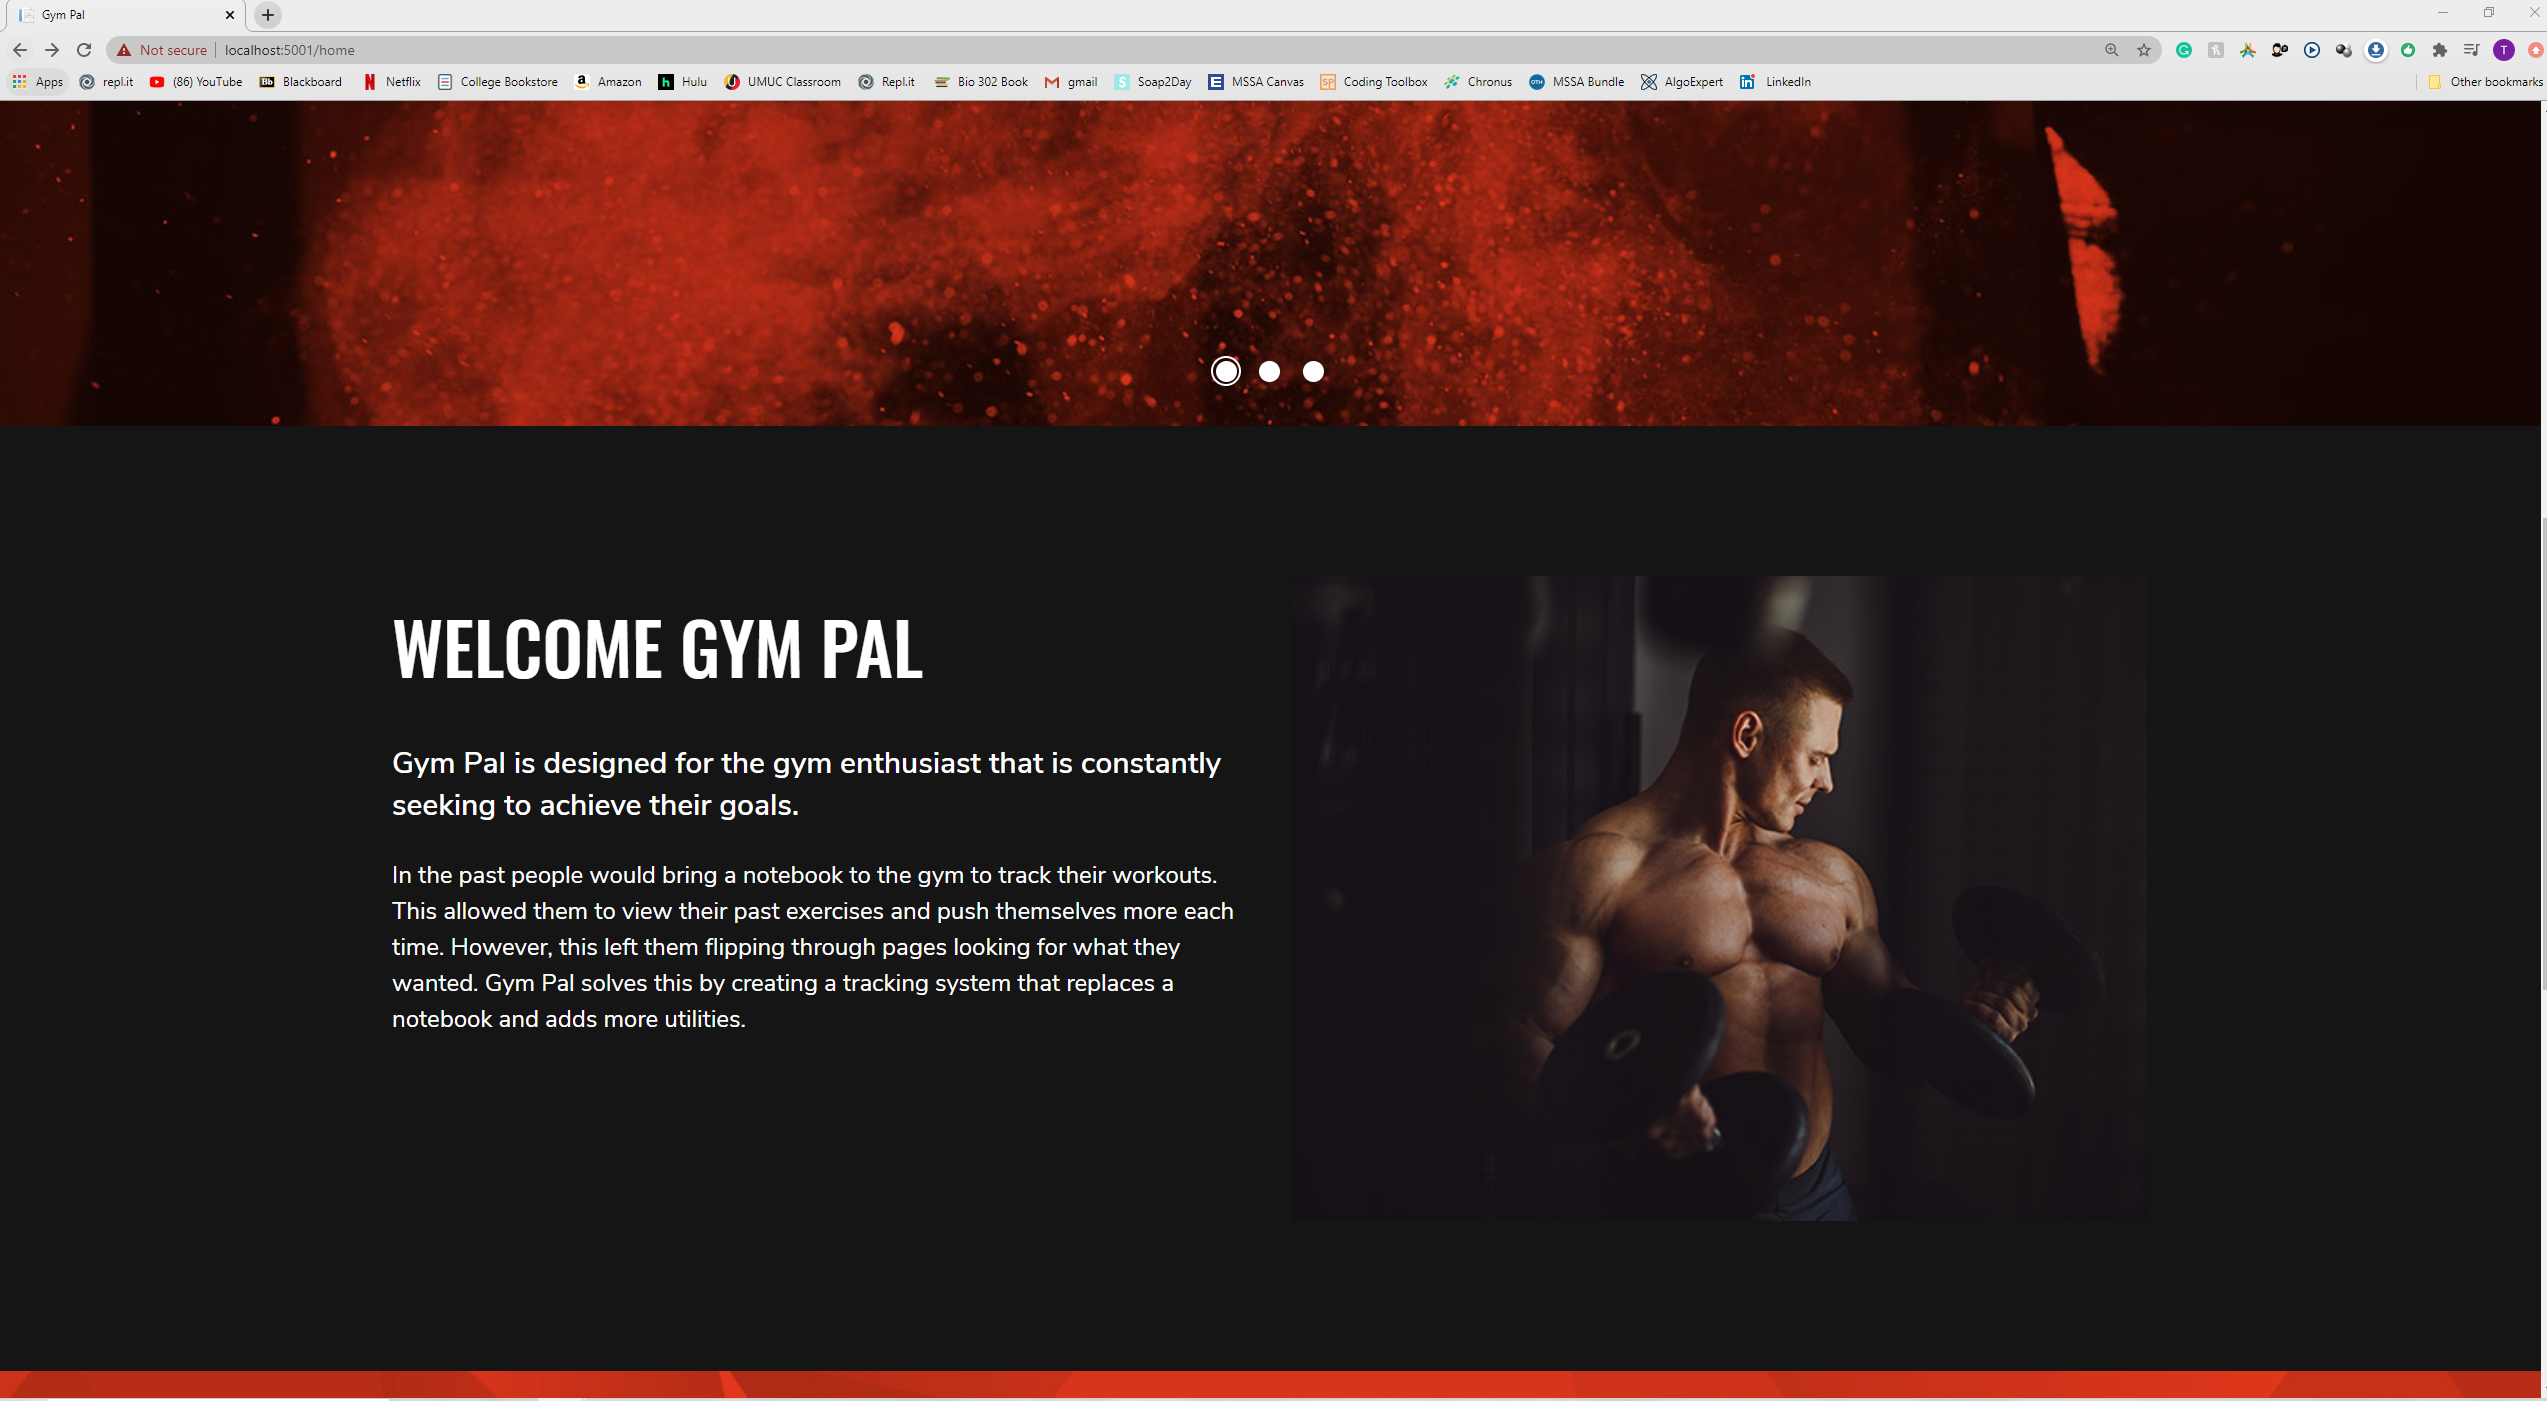 Gym Pal
Not secure | localhost:5001/home
T
Apps repl.it (86) YouTube Bb Blackboard Netflix College Bookstore a Amazon h Hulu UMUC Classroom Repl.it Bio 302 Book gmail S Soap2Day E MSSA Canvas SP Coding Toolbox Chronus OTH MSSA Bundle AlgoExpert in LinkedIn Other bookmarks
WELCOME GYM PAL
Gym Pal is designed for the gym enthusiast that is constantly
seeking to achieve their goals.
In the past people would bring a notebook to the gym to track their workouts.
This allowed them to view their past exercises and push themselves more each
time. However, this left them flipping through pages looking for what they
wanted. Gym Pal solves this by creating a tracking system that replaces a
notebook and adds more utilities.